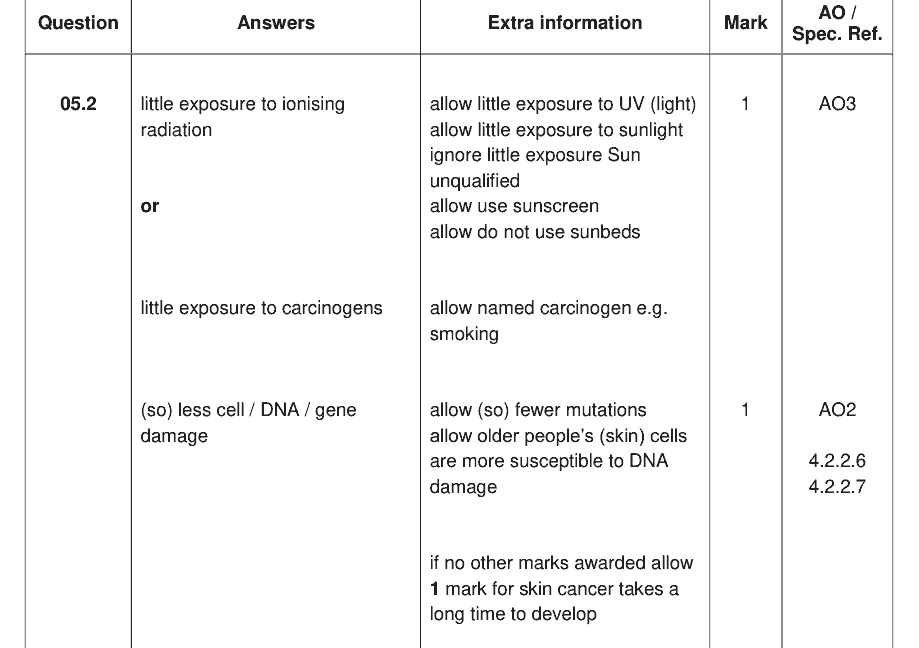 Question Answers Extra information Mark AO /
Spec. Ref.
05.2 little exposure to ionising allow little exposure to UV (light) 1 AO3
radiation allow little exposure to sunlight
ignore little exposure Sun
unqualified
or allow use sunscreen
allow do not use sunbeds
little exposure to carcinogens allow named carcinogen e.g.
smoking
(so) less cell / DNA / gene allow (so) fewer mutations 1 AO2
damage allow older people's (skin) cells
are more susceptible to DNA 4.2.2.6
damage 4.2.2.7
if no other marks awarded allow
1 mark for skin cancer takes a
long time to develop